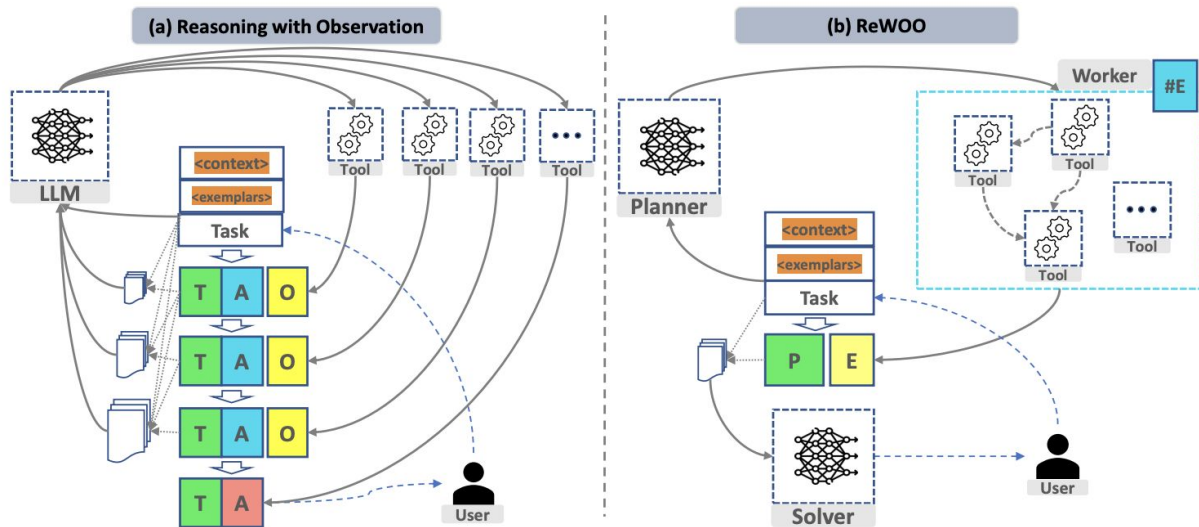 (a) Reasoning with Observation
LLM
<context>
<exemplars>
Task
Tool
Tool
Tool
Tool
T A O
T A O
T A O
T A
User
(b) ReWOO
Worker
#E
Planner
Tool
Tool
Tool
Tool
<context>
<exemplars>
Task
P E
Solver
User